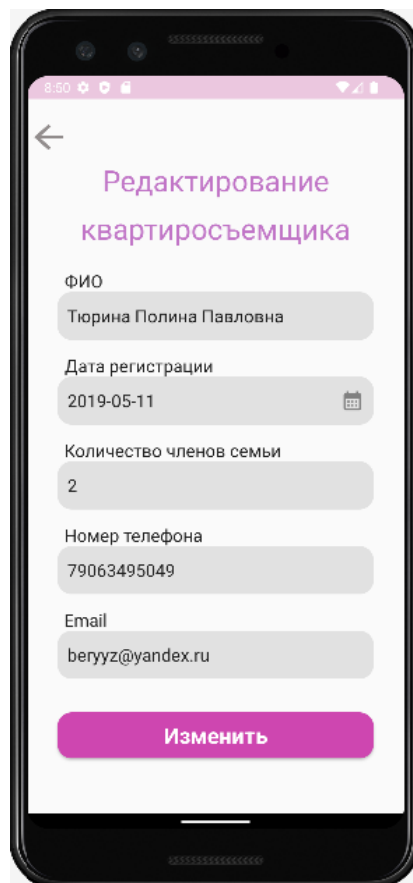 8:50
Редактирование
квартиросъемщика
ФИО
Тюрина Полина Павловна
Дата регистрации
2019-05-11
Количество членов семьи
2
Номер телефона
79063495049
Email
beryyz@yandex.ru
Изменить